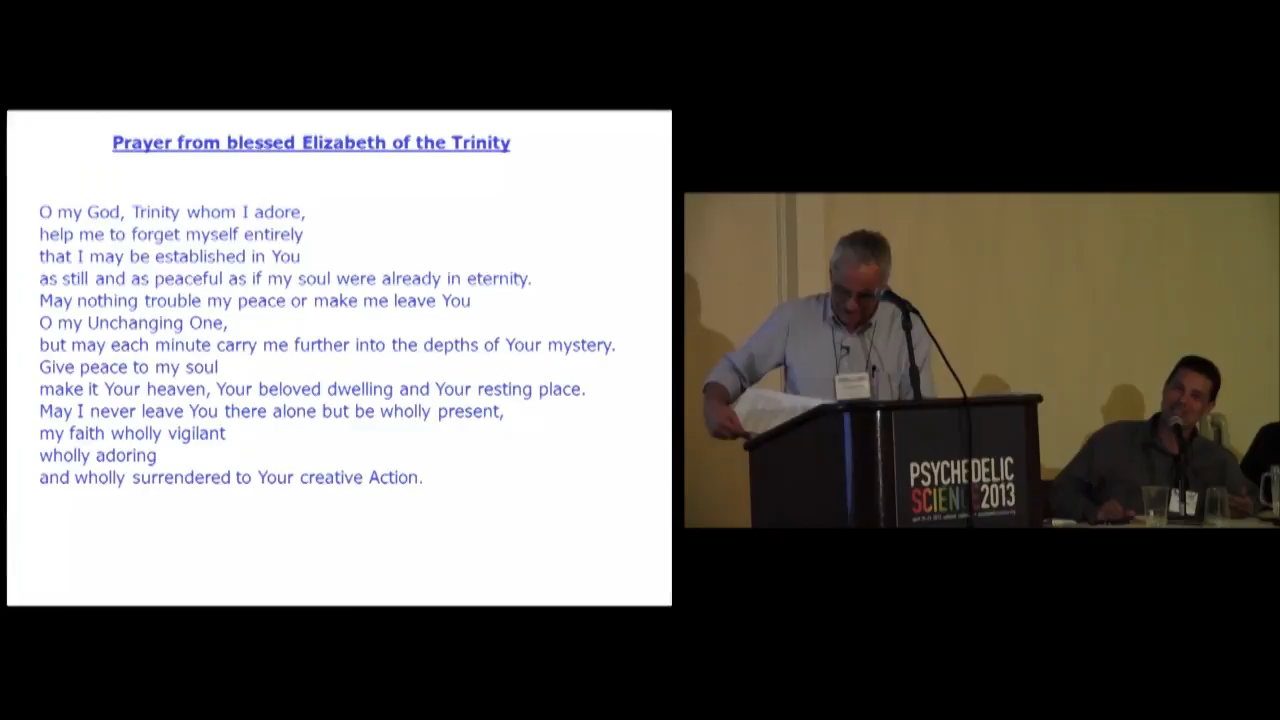 Prayer from blessed Elizabeth of the Trinity
O my God, Trinity whom I adore,
help me to forget myself entirely
that I may be established in You
as still and as peaceful as if my soul were already in eternity.
May nothing trouble my peace or make me leave You
O my Unchanging One,
but may each minute carry me further into the depths of Your mystery.
Give peace to my soul
make it Your heaven, Your beloved dwelling and Your resting place.
May I never leave You there alone but be wholly present,
my faith wholly vigilant
wholly adoring
and wholly surrendered to Your creative Action.
PSYCHEDELIC
SCIENCE 2013